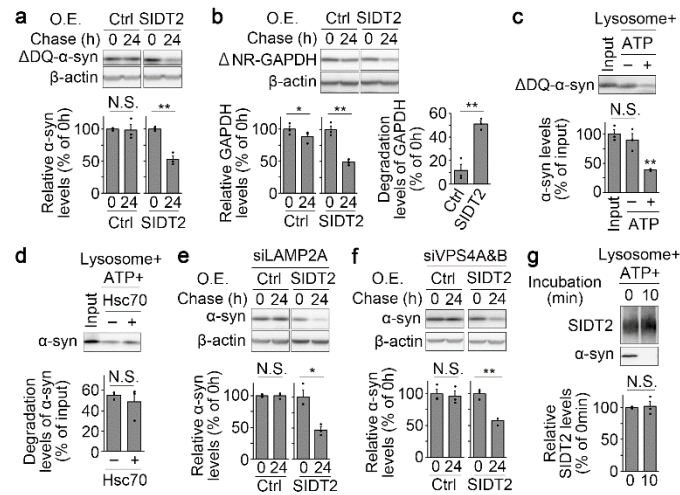 a
O.E. Ctrl SIDT2
Chase (h) 0 24 0 24
ΔDQ-α-syn
β-actin
N.S. **
Relative α-syn
levels (% of 0h)
100
50
0
0 24 0 24
Ctrl SIDT2
b
O.E. Ctrl SIDT2
Chase (h) 0 24 0 24
ΔNR-GAPDH
β-actin
* **
Relative GAPDH
levels (% of 0h)
100
50
0
0 24 0 24
Ctrl SIDT2
**
Degradation
levels of GAPDH
(% of 0h)
60
40
20
0
Ctrl
SIDT2
c
Lysosome+
Input
ATP
− +
ΔDQ-α-syn
N.S.
**
α-syn levels
(% of input)
100
50
0
Input
− +
ATP
d
Lysosome+
ATP+
Input
Hsc70
− +
α-syn
N.S.
Degradation
levels of α-syn
(% of input)
60
40
20
0
− +
Hsc70
e
siLAMP2A
O.E. Ctrl SIDT2
Chase (h) 0 24 0 24
α-syn
β-actin
N.S. *
Relative α-syn
levels (% of 0h)
100
50
0
0 24 0 24
Ctrl SIDT2
f
siVPS4A&B
O.E. Ctrl SIDT2
Chase (h) 0 24 0 24
α-syn
β-actin
N.S. **
Relative α-syn
levels (% of 0h)
100
50
0
0 24 0 24
Ctrl SIDT2
g
Lysosome+
ATP+
Incubation
(min) 0 10
SIDT2
α-syn
N.S.
Relative
SIDT2 levels
(% of 0min)
100
50
0
0 10